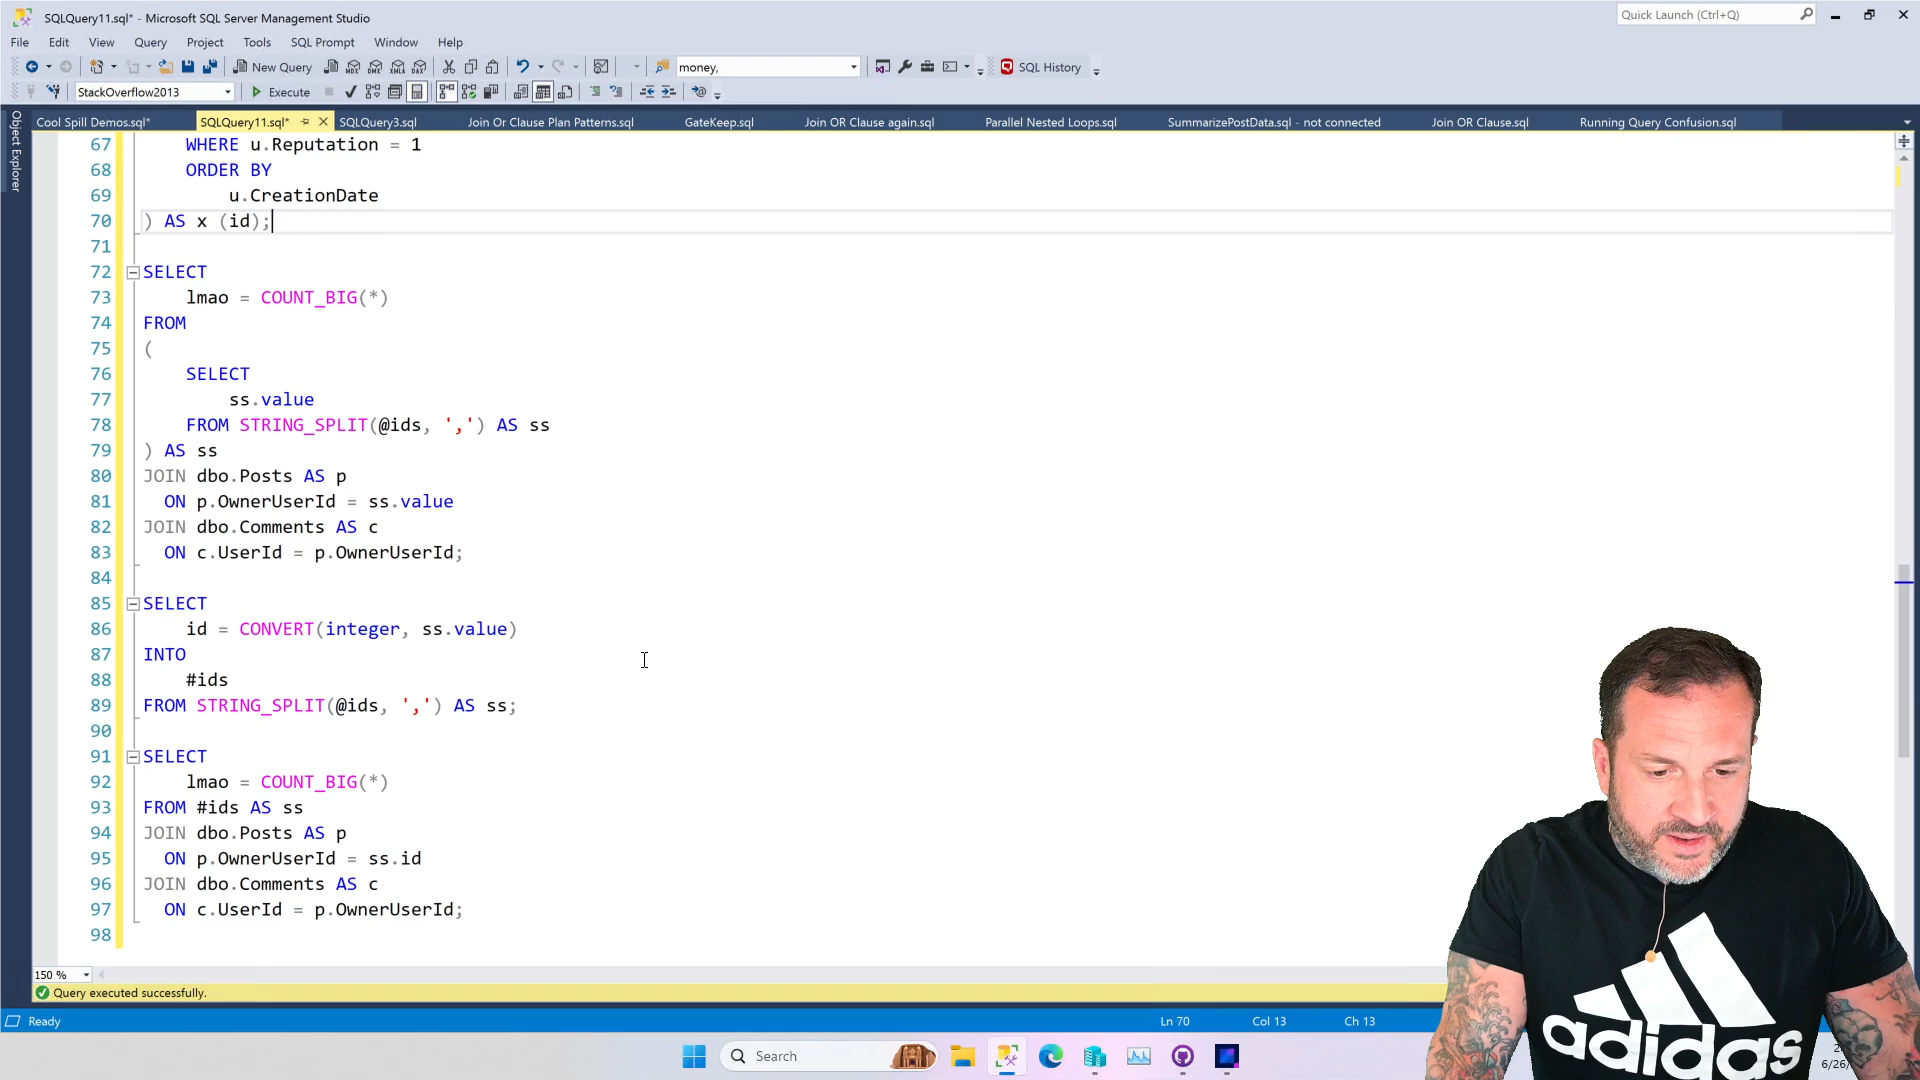 SQLQuery11.sql* - Microsoft SQL Server Management Studio
Quick Launch (Ctrl+Q)
File Edit View Query Project Tools SQL Prompt Window Help
New Query
MDX DMX XMLA DAX
money,
SQL History
StackOverflow2013
Execute
Cool Spill Demos.sql* SQLQuery11.sql* SQLQuery3.sql Join Or Clause Plan Patterns.sql GateKeep.sql Join OR Clause again.sql Parallel Nested Loops.sql SummarizePostData.sql - not connected Join OR Clause.sql Running Query Confusion.sql
Object Explorer
67 WHERE u.Reputation = 1
68 ORDER BY
69 u.CreationDate
70 ) AS x (id);
71
72 SELECT
73 lmao = COUNT_BIG(*)
74 FROM
75 (
76 SELECT
77 ss.value
78 FROM STRING_SPLIT(@ids, ',') AS ss
79 ) AS ss
80 JOIN dbo.Posts AS p
81 ON p.OwnerUserId = ss.value
82 JOIN dbo.Comments AS c
83 ON c.UserId = p.OwnerUserId;
84
85 SELECT
86 id = CONVERT(integer, ss.value)
87 INTO
88 #ids
89 FROM STRING_SPLIT(@ids, ',') AS ss;
90
91 SELECT
92 lmao = COUNT_BIG(*)
93 FROM #ids AS ss
94 JOIN dbo.Posts AS p
95 ON p.OwnerUserId = ss.id
96 JOIN dbo.Comments AS c
97 ON c.UserId = p.OwnerUserId;
98
150 %
Query executed successfully.
Ready
Ln 70 Col 13 Ch 13
Search
adidas